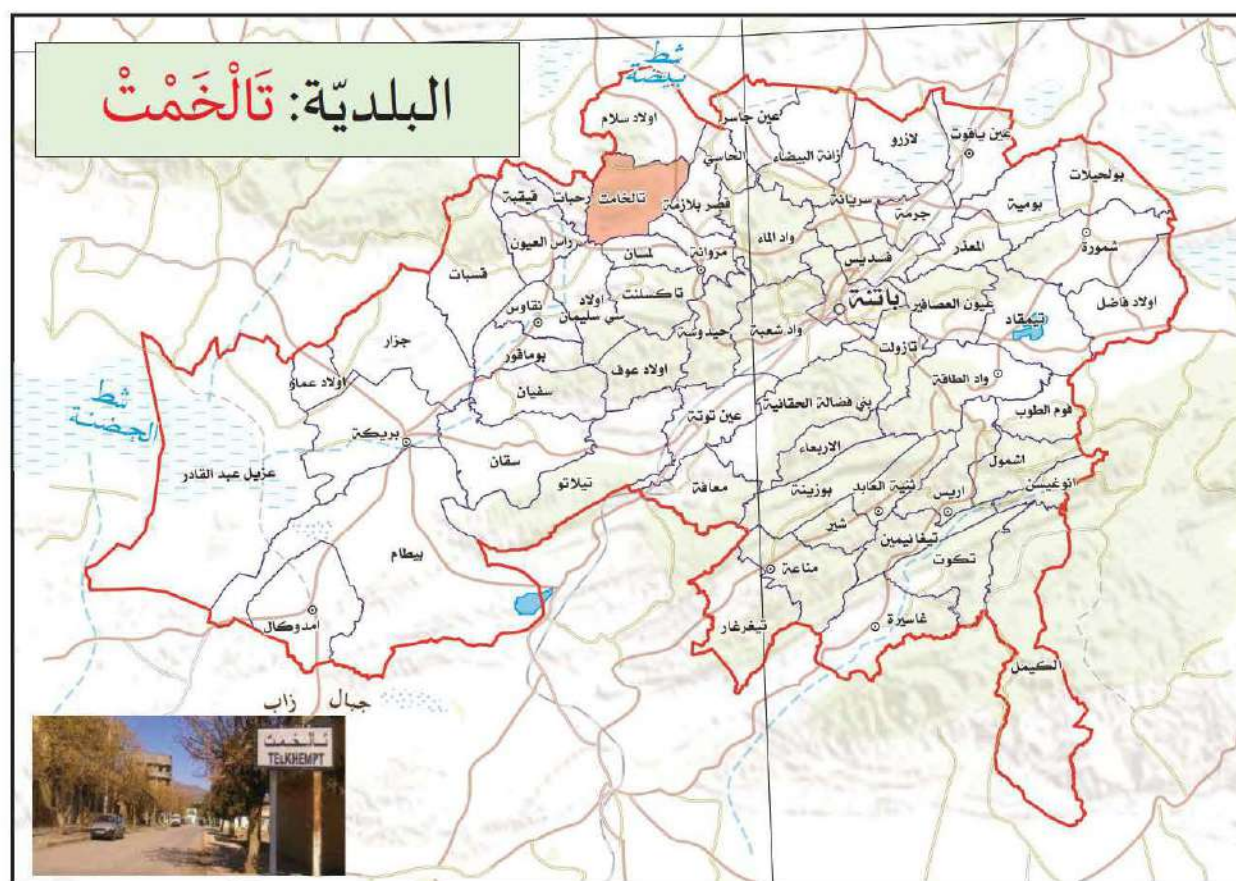 البلديّة: تَالْخَمْتْ
شط
بيضة
اولاد سلام
عين جاسر
الحاسي
زانة البيضاء
لازرو
عين ياقوت
بولحيلات
بومية
شمورة
قيقبة
رحبات
تالخامت
قصر بلازمة
سريانة
جرمة
واد الماء
المعذر
راس العيون
لمسان
مروانة
فسديس
قسبات
تاكسلنت
باتنة
عيون العصافير
اولاد فاضل
نقاوس
اولاد
سي سليمان
حيدوسة
واد شعبة
تيمقاد
جزار
بوماقور
تازولت
اولاد عمار
سفيان
اولاد عوف
واد الطاقة
شط
الحضنة
بريكة
عين توتة
بني فضالة الحقانية
فوم الطوب
سقان
الاربعاء
اشمول
عزيل عبد القادر
تيلاتو
معافة
بوزينة
ثنية العابد
اريس
انوغيسن
شير
تيغانيمين
بيطام
مناعة
تكوت
امدوكال
تيغرغار
غاسيرة
الكيمل
جبال زاب
تالخمت
TELKHEMPT